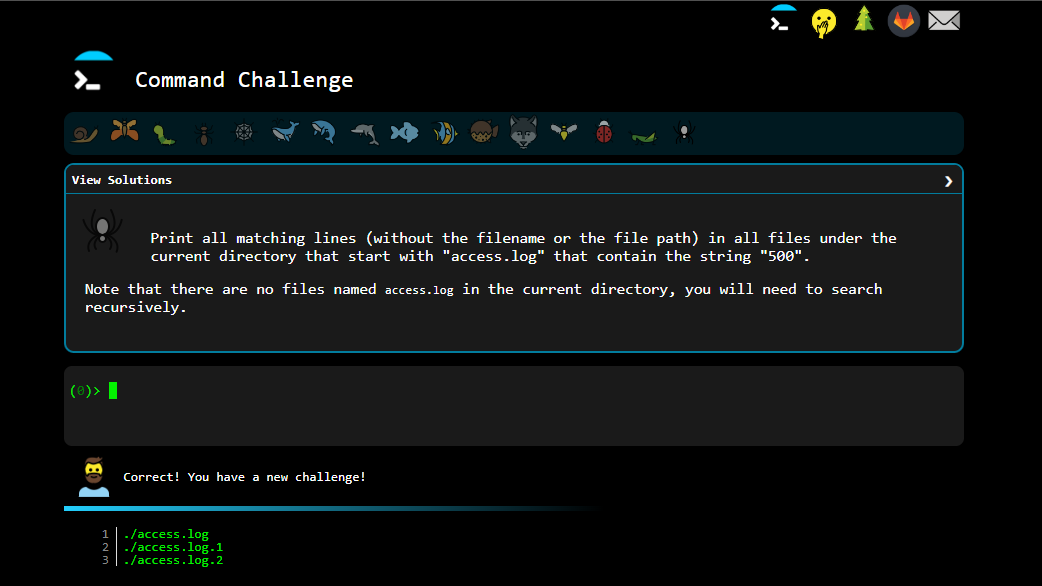 Command Challenge
View Solutions
Print all matching lines (without the filename or the file path) in all files under the
current directory that start with "access.log" that contain the string "500".
Note that there are no files named access.log in the current directory, you will need to search
recursively.
(0)>
Correct! You have a new challenge!
1 ./access.log
2 ./access.log.1
3 ./access.log.2